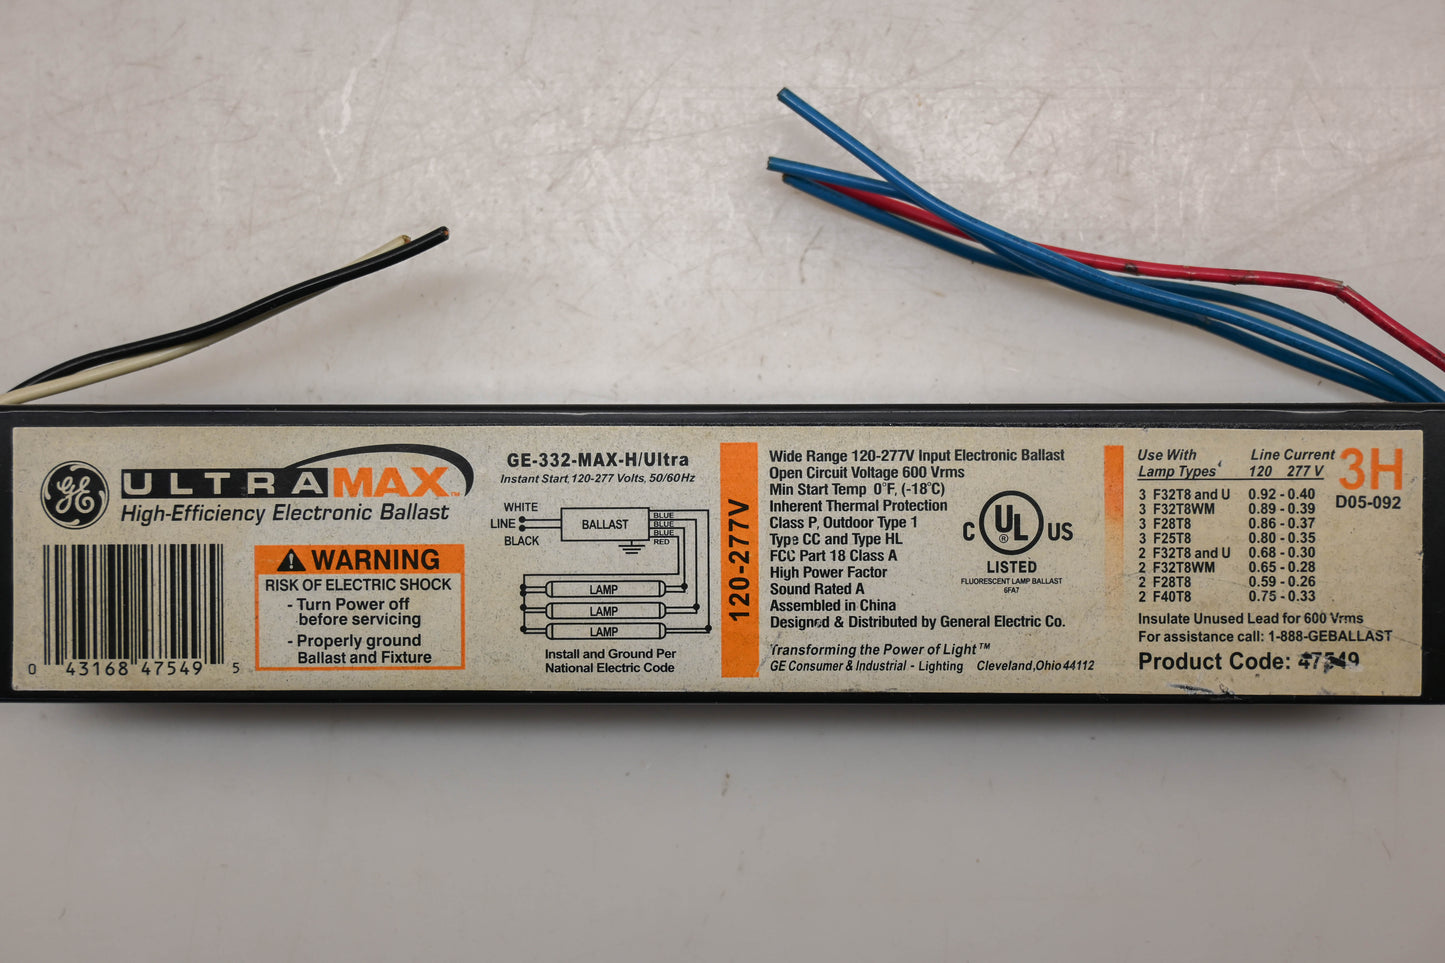 GE
ULTRAMAX™
High-Efficiency Electronic Ballast
0 43168 47549 5
WARNING
RISK OF ELECTRIC SHOCK
- Turn Power off
before servicing
- Properly ground
Ballast and Fixture
GE-332-MAX-H/Ultra
Instant Start, 120-277 Volts, 50/60Hz
WHITE
LINE
BLACK
BALLAST
BLUE
BLUE
BLUE
RED
LAMP
LAMP
LAMP
Install and Ground Per
National Electric Code
120-277V
Wide Range 120-277V Input Electronic Ballast
Open Circuit Voltage 600 Vrms
Min Start Temp 0°F, (-18°C)
Inherent Thermal Protection
Class P, Outdoor Type 1
Type CC and Type HL
FCC Part 18 Class A
High Power Factor
Sound Rated A
Assembled in China
Designed & Distributed by General Electric Co.
Transforming the Power of Light™
GE Consumer & Industrial - Lighting Cleveland,Ohio 44112
C UL® US
LISTED
FLUORESCENT LAMP BALLAST
6FA7
Use With Line Current
Lamp Types 120 277 V
3 F32T8 and U 0.92 - 0.40
3 F32T8WM 0.89 - 0.39
3 F28T8 0.86 - 0.37
3 F25T8 0.80 - 0.35
2 F32T8 and U 0.68 - 0.30
2 F32T8WM 0.65 - 0.28
2 F28T8 0.59 - 0.26
2 F40T8 0.75 - 0.33
3H
D05-092
Insulate Unused Lead for 600 Vrms
For assistance call: 1-888-GEBALLAST
Product Code: 47549